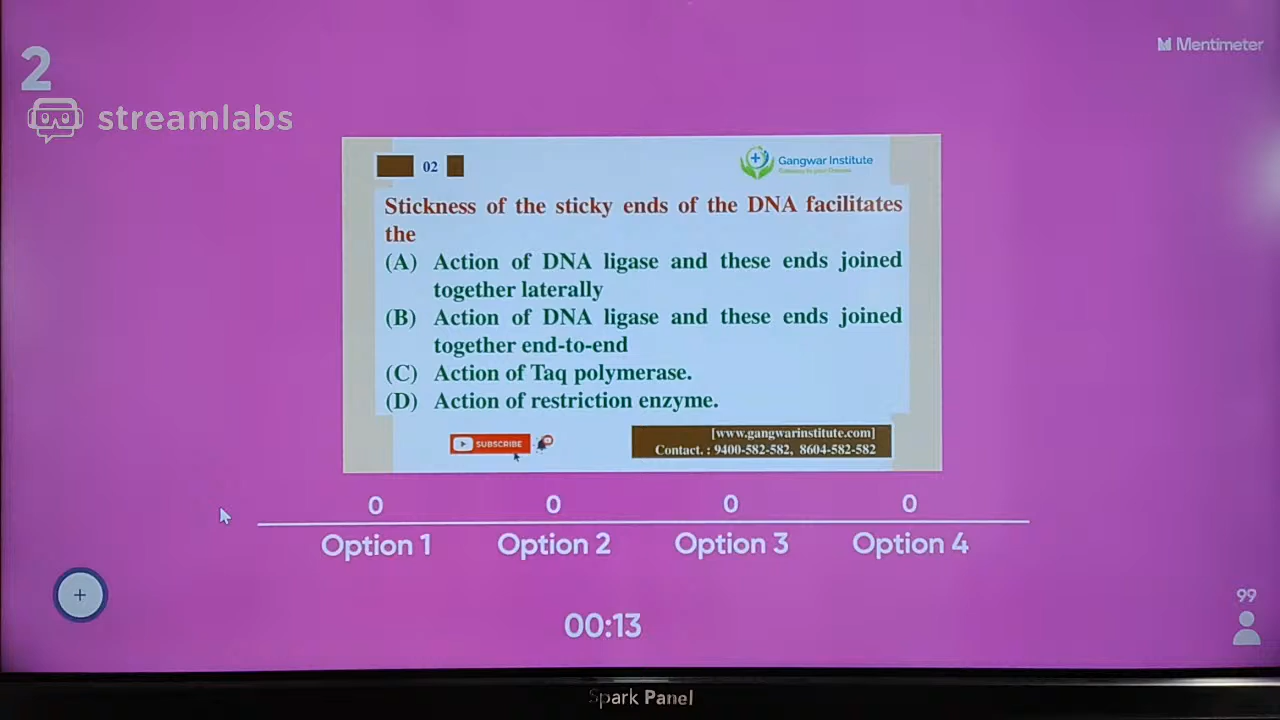 2
Mentimeter
streamlabs
02
Gangwar Institute
Stickness of the sticky ends of the DNA facilitates
the
(A) Action of DNA ligase and these ends joined
together laterally
(B) Action of DNA ligase and these ends joined
together end-to-end
(C) Action of Taq polymerase.
(D) Action of restriction enzyme.
SUBSCRIBE
[www.gangwarinstitute.com]
Contact. : 9400-582-582, 8604-582-582
0 0 0 0
Option 1 Option 2 Option 3 Option 4
00:13
99
Spark Panel